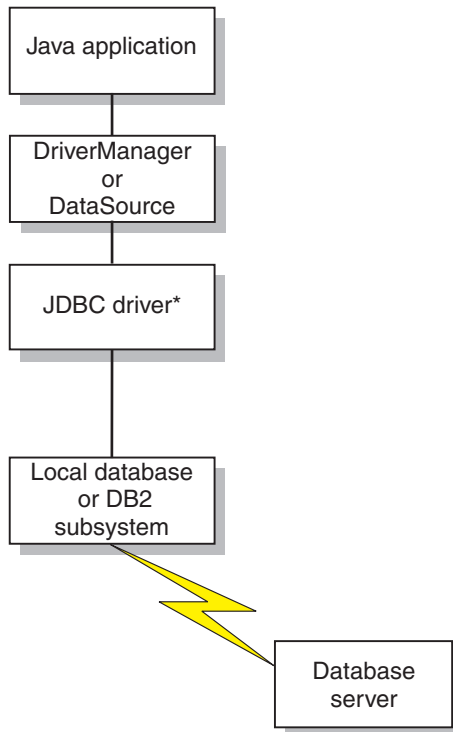 Java application
DriverManager
or
DataSource
JDBC driver*
Local database
or DB2
subsystem
Database
server